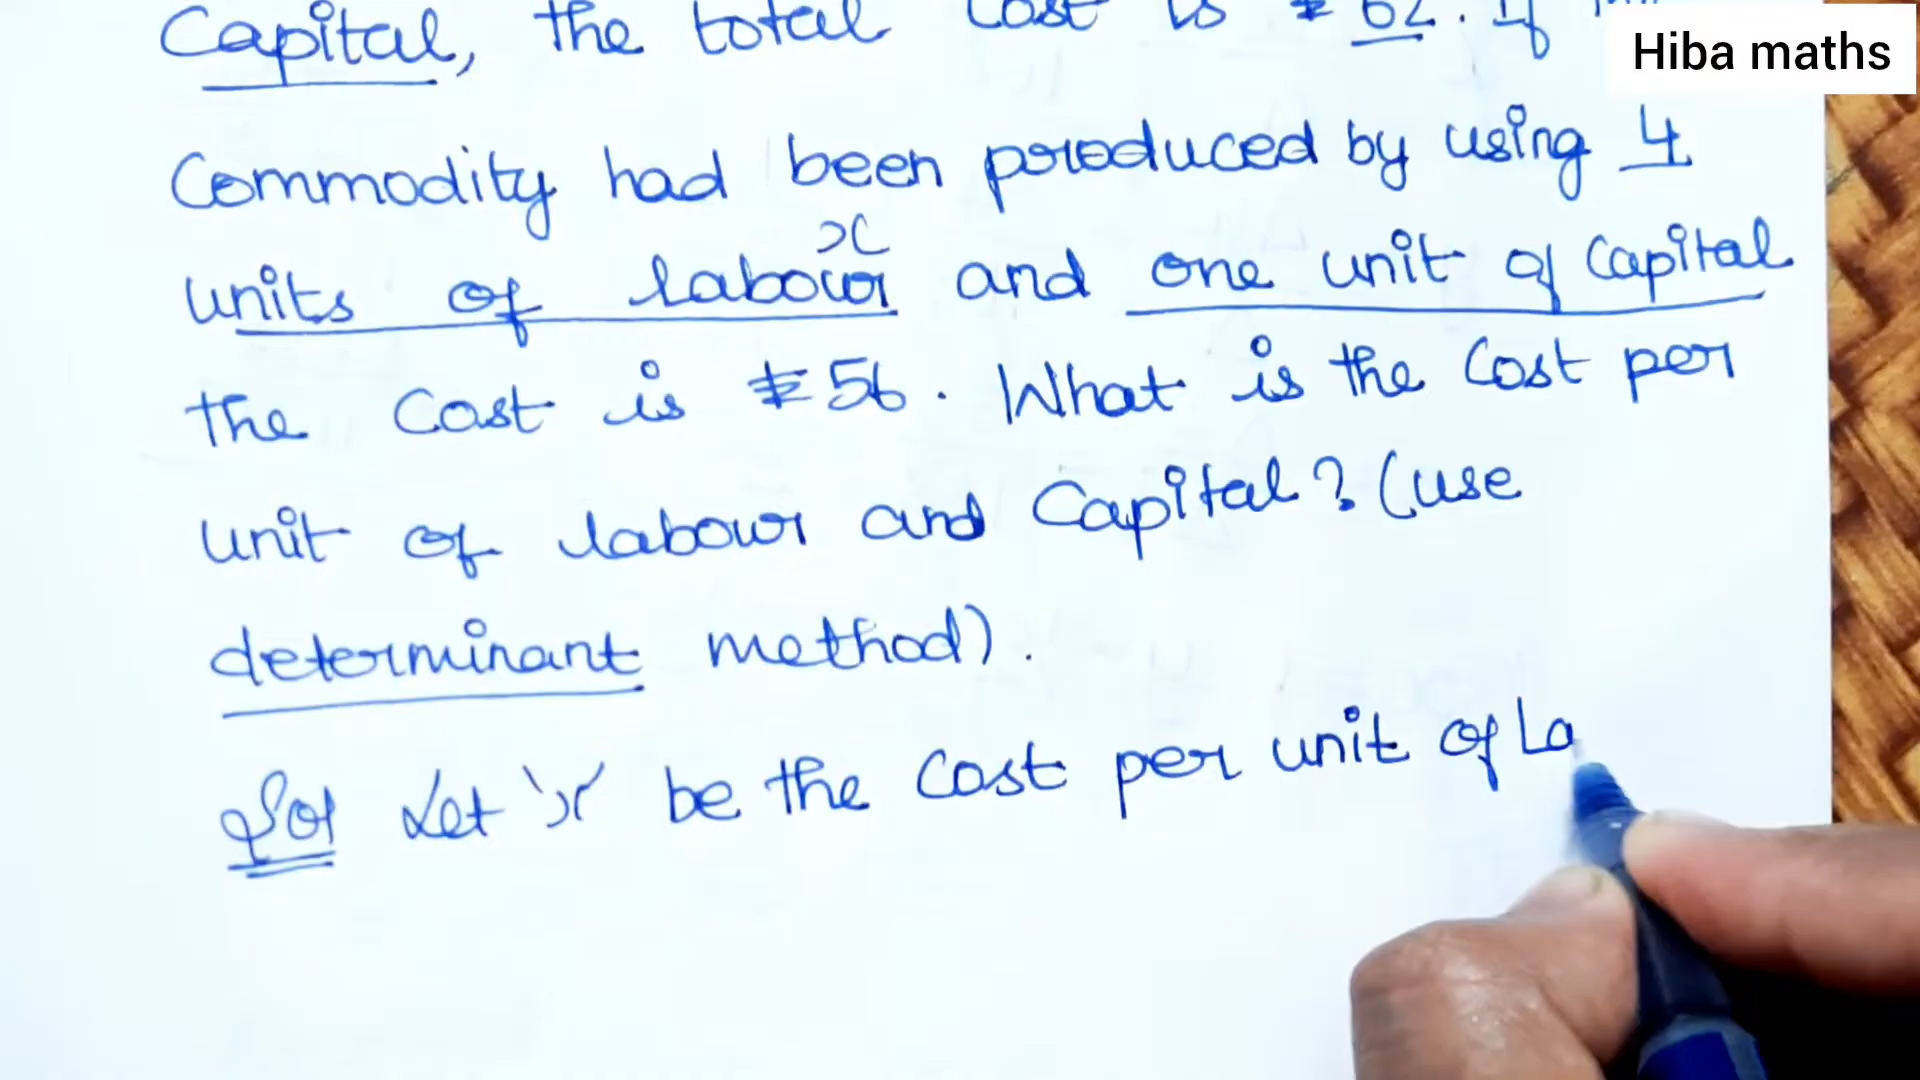 Capital, the total cost is ₹ 62. If
Hiba maths
Commodity had been produced by using 4
units of labour and one unit of capital
x
the cost is ₹ 56. What is the cost per
unit of labour and Capital? (use
determinant method).
Sol Let 'x' be the cost per unit of La